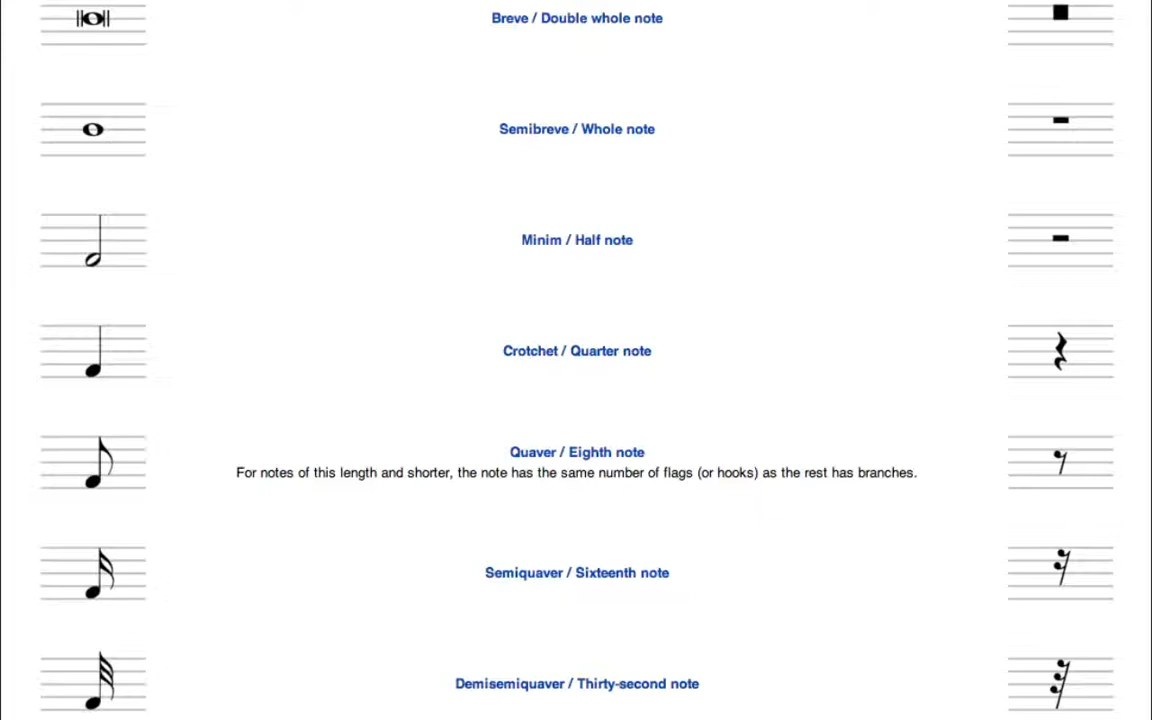 Breve / Double whole note
Semibreve / Whole note
Minim / Half note
Crotchet / Quarter note
Quaver / Eighth note
For notes of this length and shorter, the note has the same number of flags (or hooks) as the rest has branches.
Semiquaver / Sixteenth note
Demisemiquaver / Thirty-second note